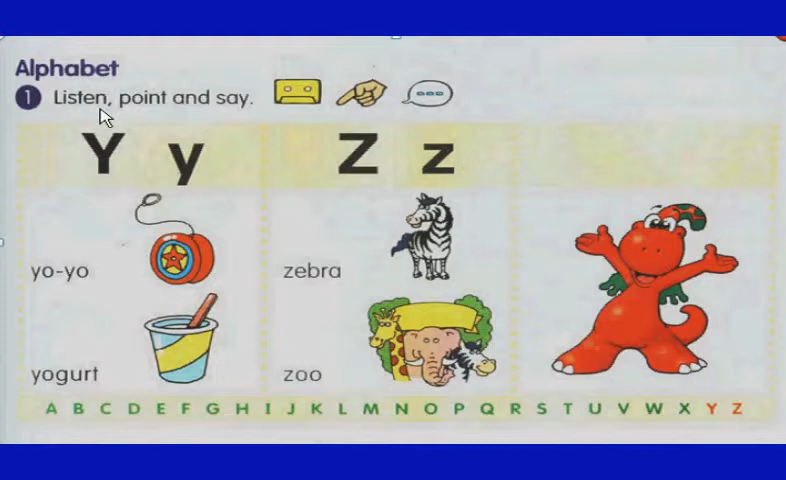 Alphabet
1 Listen, point and say.
Y y Z z
yo-yo
zebra
yogurt
zoo
A B C D E F G H I J K L M N O P Q R S T U V W X Y Z